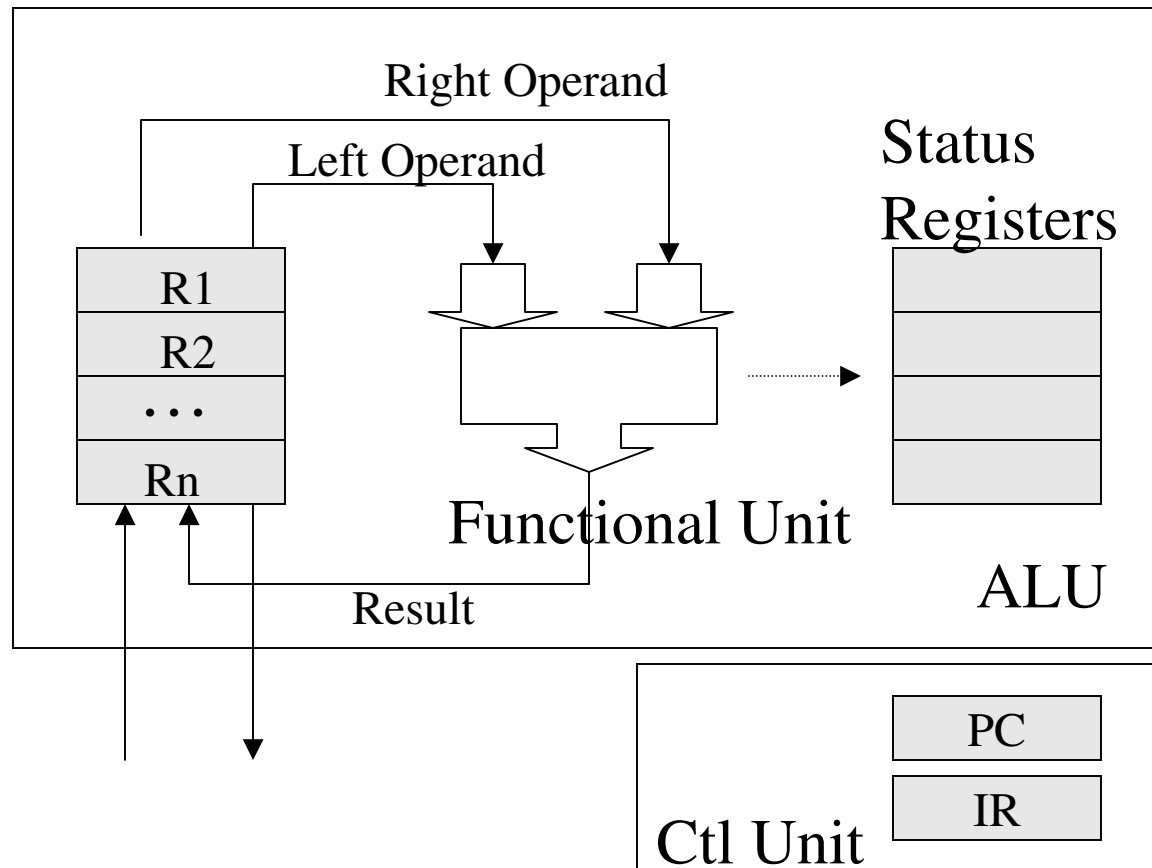 Right Operand
Left Operand
Status
Registers
R1
R2
...
Rn
Functional Unit
ALU
Result
PC
IR
Ctl Unit